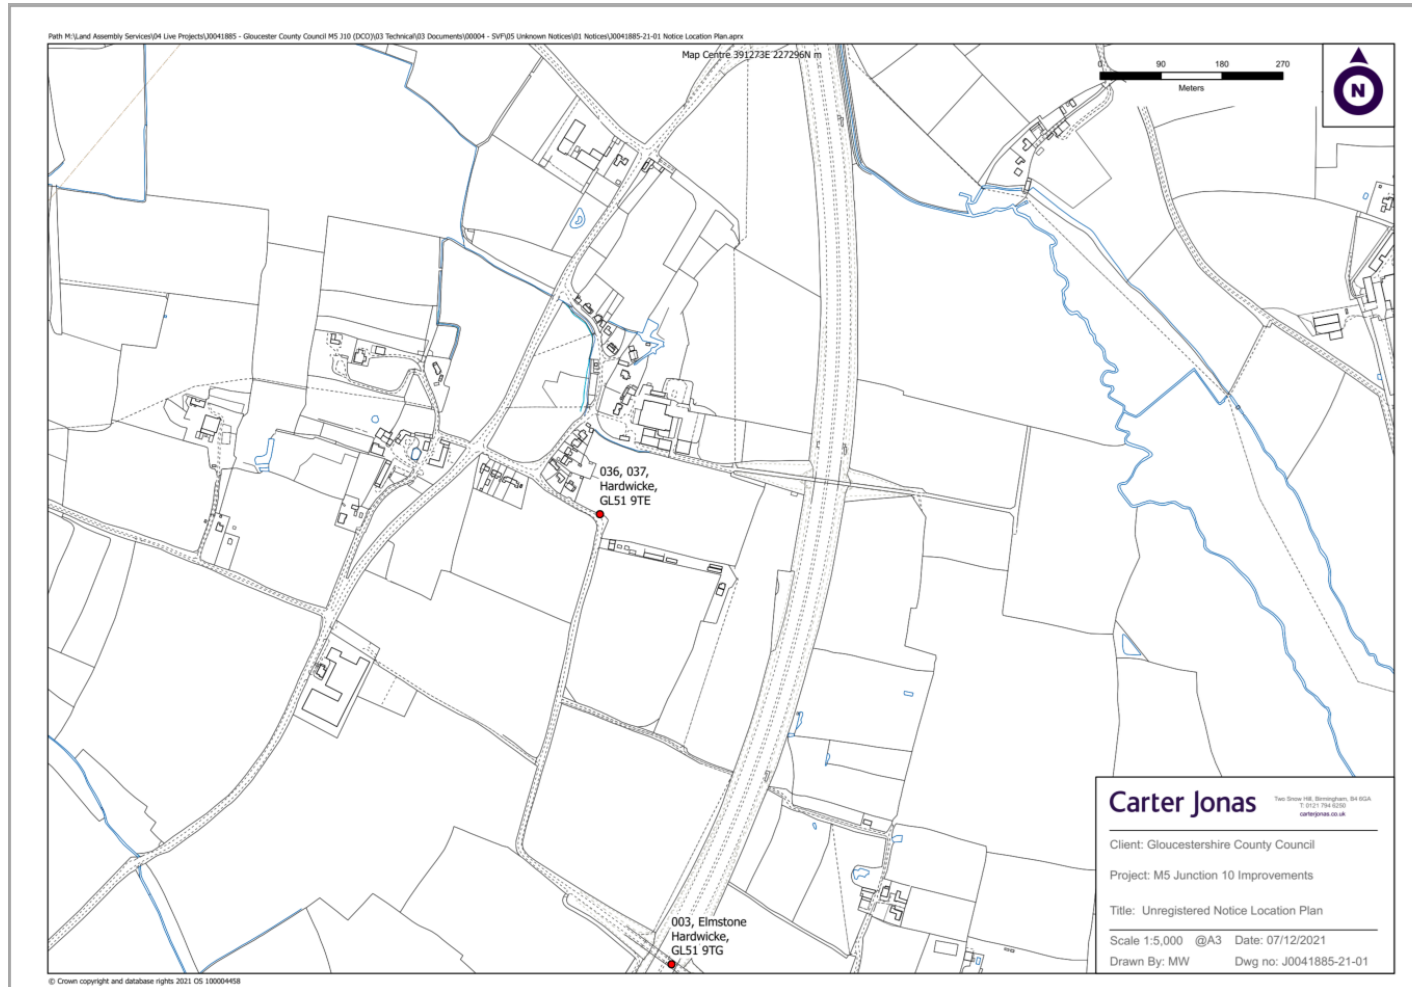 Path M:\Land Assembly Services\04 Live Projects\J0041885 - Gloucester County Council M5 J10 (DCO)\03 Technical\03 Documents\00004 - SVF\05 Unknown Notices\01 Notices\J0041885-21-01 Notice Location Plan.aprx
Map Centre 391273E 227296N m
0 90 180 270
Meters
N
036, 037,
Hardwicke,
GL51 9TE
003, Elmstone
Hardwicke,
GL51 9TG
Carter Jonas
Two Snow Hill, Birmingham, B4 6GA
T: 0121 794 6250
carterjonas.co.uk
Client: Gloucestershire County Council
Project: M5 Junction 10 Improvements
Title: Unregistered Notice Location Plan
Scale 1:5,000 @A3 Date: 07/12/2021
Drawn By: MW Dwg no: J0041885-21-01
© Crown copyright and database rights 2021 OS 100004458